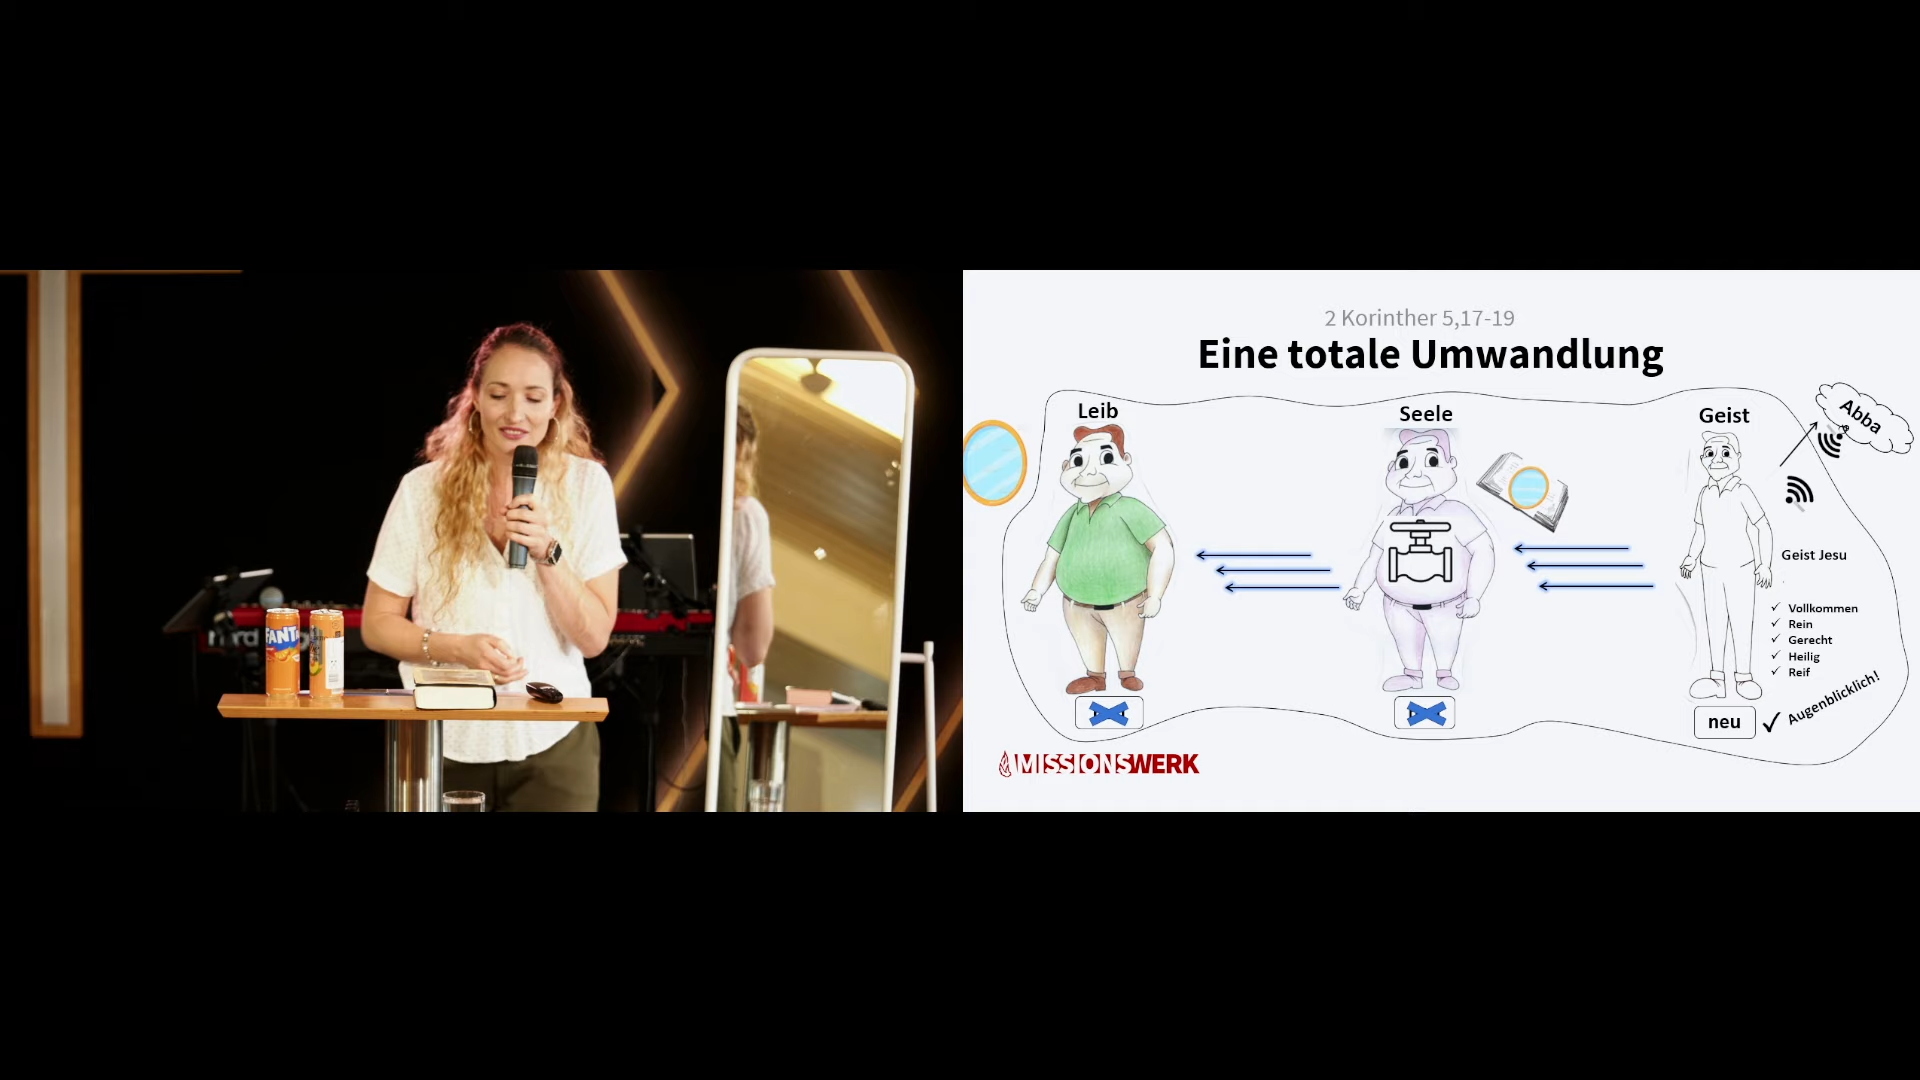 nord
FANTA
2 Korinther 5,17-19
Eine totale Umwandlung
Leib
Seele
Geist
Abba
Geist Jesu
✓ Vollkommen
✓ Rein
✓ Gerecht
✓ Heilig
✓ Reif
neu ✓ Augenblicklich!
MISSIONSWERK